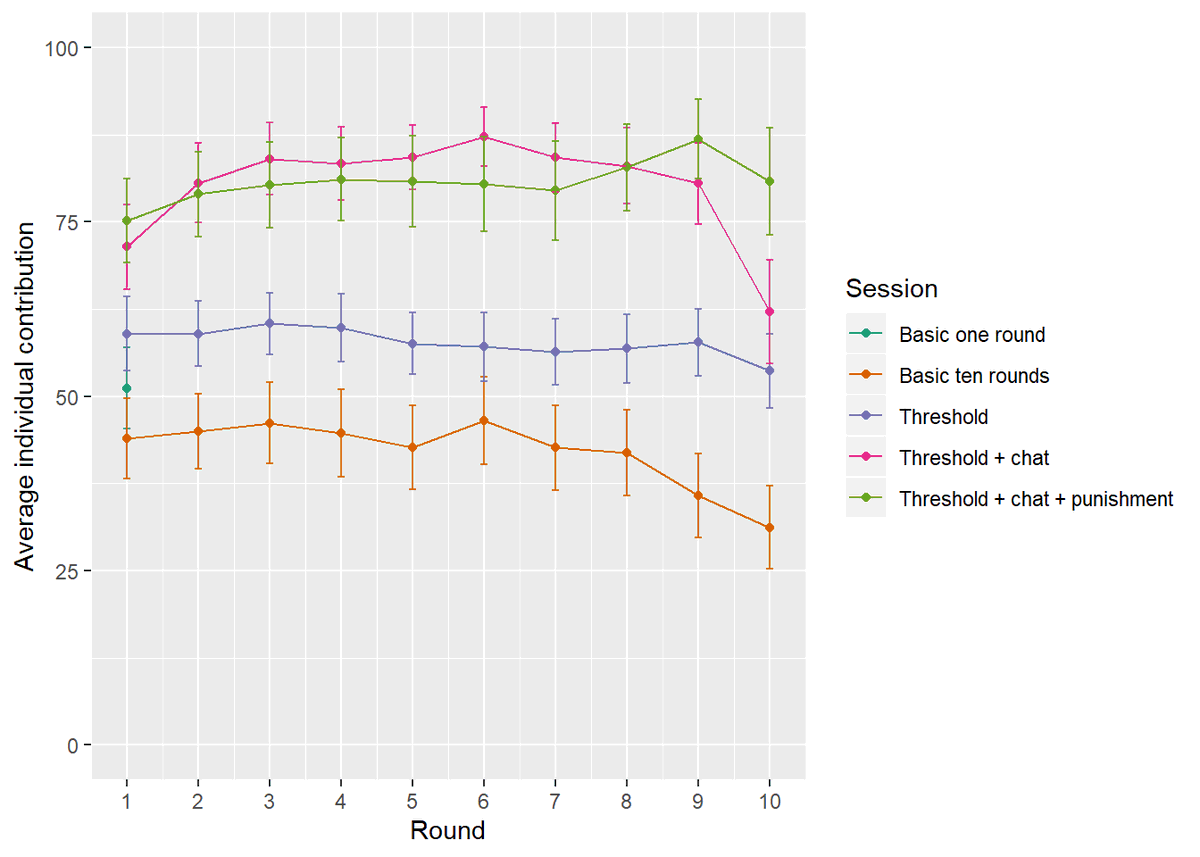 Average individual contribution
100
75
50
25
0
1 2 3 4 5 6 7 8 9 10
Round
Session
Basic one round
Basic ten rounds
Threshold
Threshold + chat
Threshold + chat + punishment